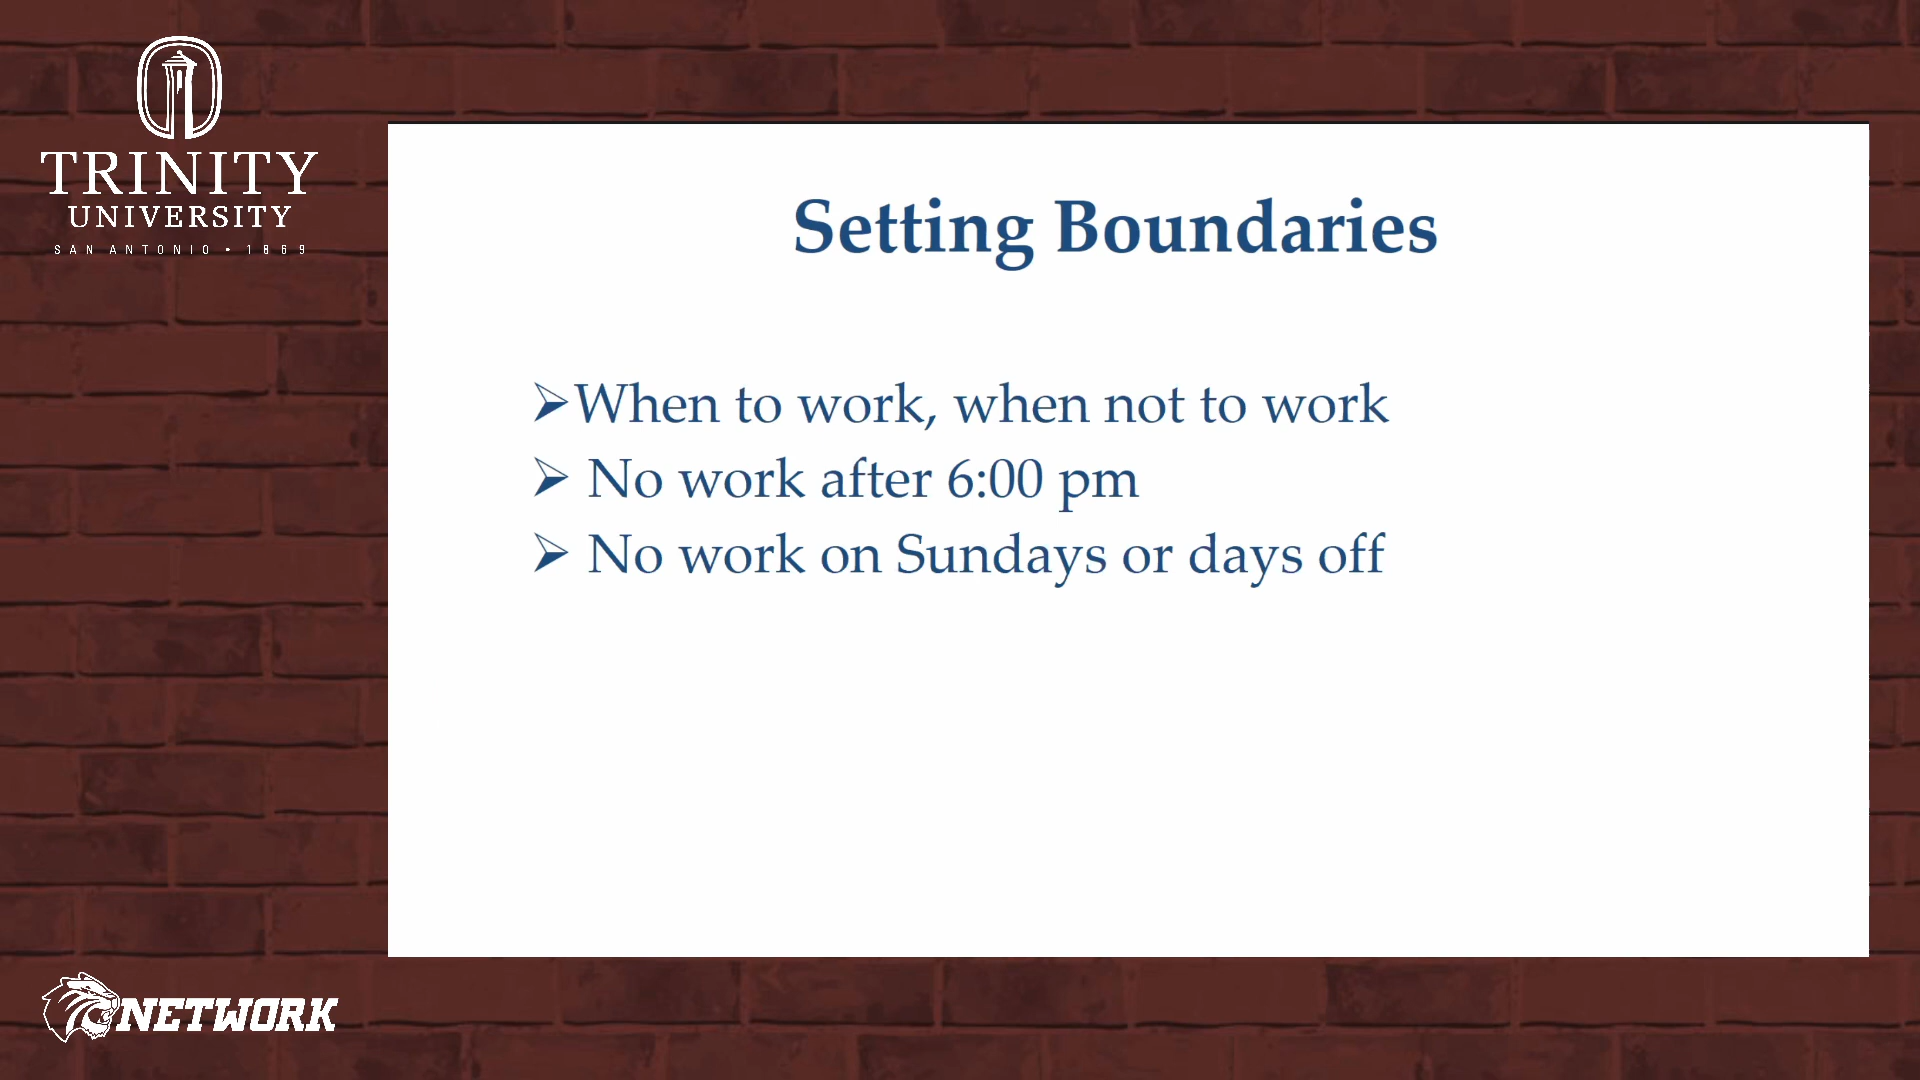 TRINITY
UNIVERSITY
SAN ANTONIO • 1869
Setting Boundaries
➢When to work, when not to work
➢ No work after 6:00 pm
➢ No work on Sundays or days off
NETWORK